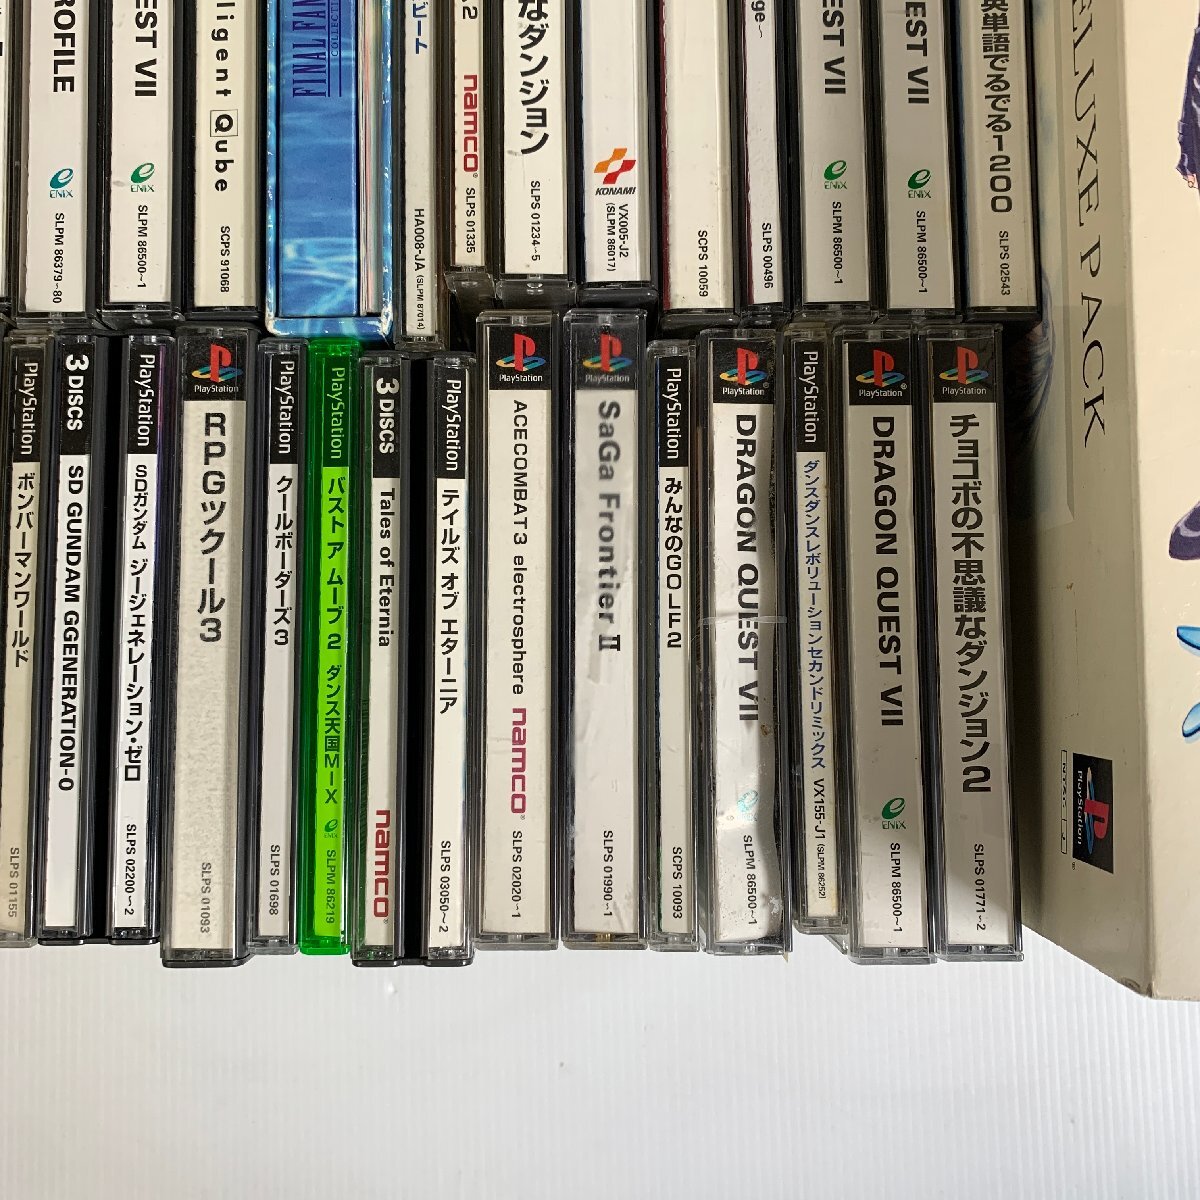 ROFILE
ENIX
SLPM 86379~80
EST VII
ENIX
SLPM 86500~1
ligent Qube
SCPS 91068
FINAL FAN
COLLECTI
HA008-JA (SLPM 87014)
2
namco
SLPS 01335
なダンジョン
SLPS 01234~5
KONAMI
VX005-J2
(SLPM 86017)
SCPS 10059
ge~
SLPS 00496
EST VII
ENIX
SLPM 86500~1
EST VII
ENIX
SLPM 86500~1
英単語でるでる1200
SLPS 02543
ELUXE PACK
PlayStation
NTSC J
PlayStation
ボンバーマンワールド
SLPS 01155
3 DISCS
SD GUNDAM GGENERATION-0
PlayStation
SDガンダム ジージェネレーション・ゼロ
SLPS 02200~2
PlayStation
RPGツクール3
SLPS 01093
PlayStation
クールボーダーズ3
SLPS 01698
PlayStation
バスト ア ムーブ 2 ダンス天国MIX
ENIX
SLPM 86219
3 DISCS
Tales of Eternia
namco
PlayStation
テイルズ オブ エターニア
SLPS 03050~2
PlayStation
ACECOMBAT3 electrosphere
namco
SLPS 02020~1
PlayStation
SaGa Frontier II
SLPS 01990~1
PlayStation
みんなのGOLF2
SCPS 10093
PlayStation
DRAGON QUEST VII
ENIX
SLPM 86500~1
PlayStation
ダンスダンスレボリューション セカンドリミックス VX155-J1 (SLPM 86252)
PlayStation
DRAGON QUEST VII
ENIX
SLPM 86500~1
PlayStation
チョコボの不思議なダンジョン2
SLPS 01771~2